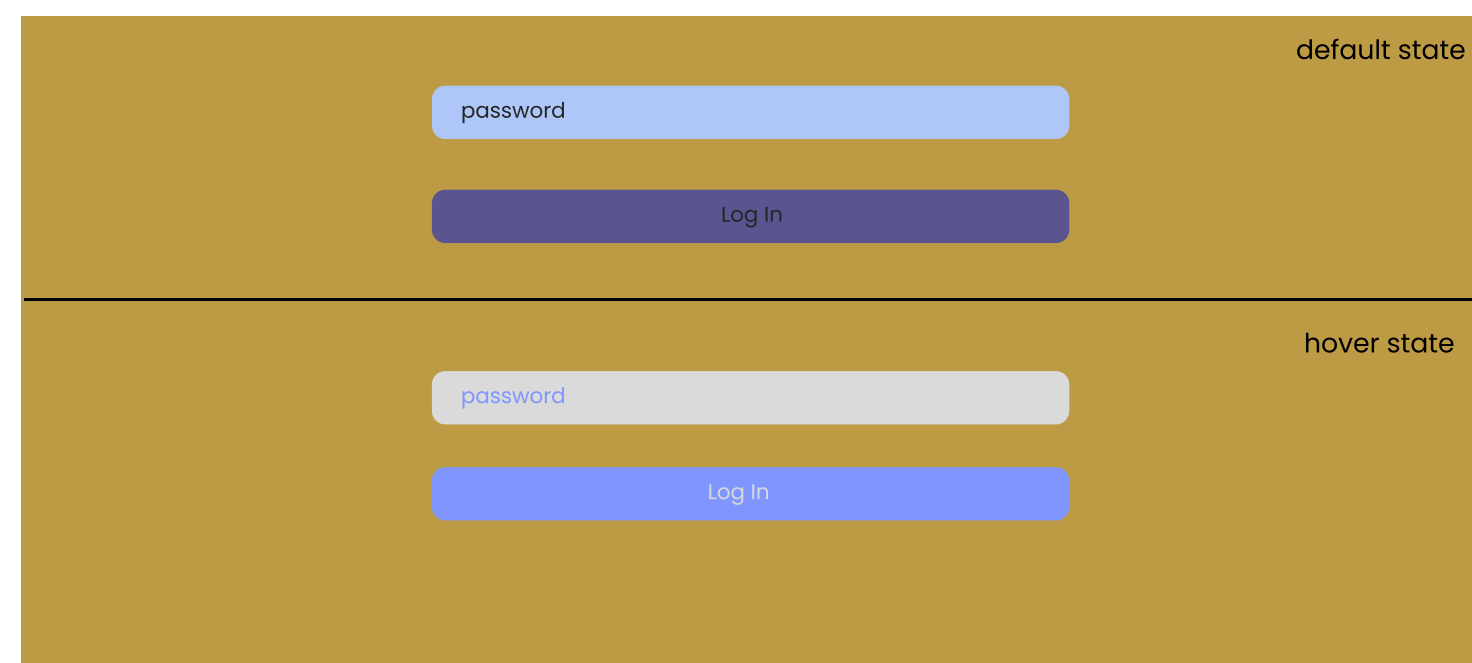 default state
password
Log In
hover state
password
Log In